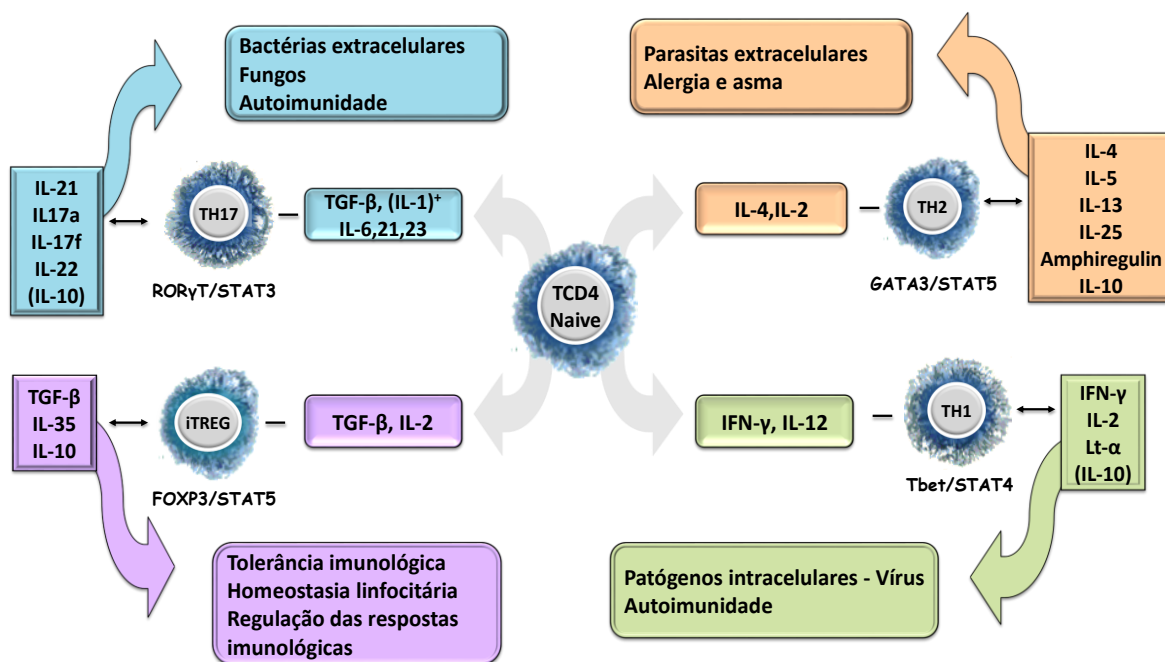 Bactérias extracelulares
Fungos
Autoimunidade
Parasitas extracelulares
Alergia e asma
IL-21
IL17a
IL-17f
IL-22
(IL-10)
TH17
RORγT/STAT3
TGF-β, (IL-1)⁺
IL-6,21,23
TCD4
Naive
IL-4,IL-2
TH2
GATA3/STAT5
IL-4
IL-5
IL-13
IL-25
Amphiregulin
IL-10
TGF-β
IL-35
IL-10
iTREG
FOXP3/STAT5
TGF-β, IL-2
IFN-γ, IL-12
TH1
Tbet/STAT4
IFN-γ
IL-2
Lt-α
(IL-10)
Tolerância imunológica
Homeostasia linfocitária
Regulação das respostas
imunológicas
Patógenos intracelulares - Vírus
Autoimunidade